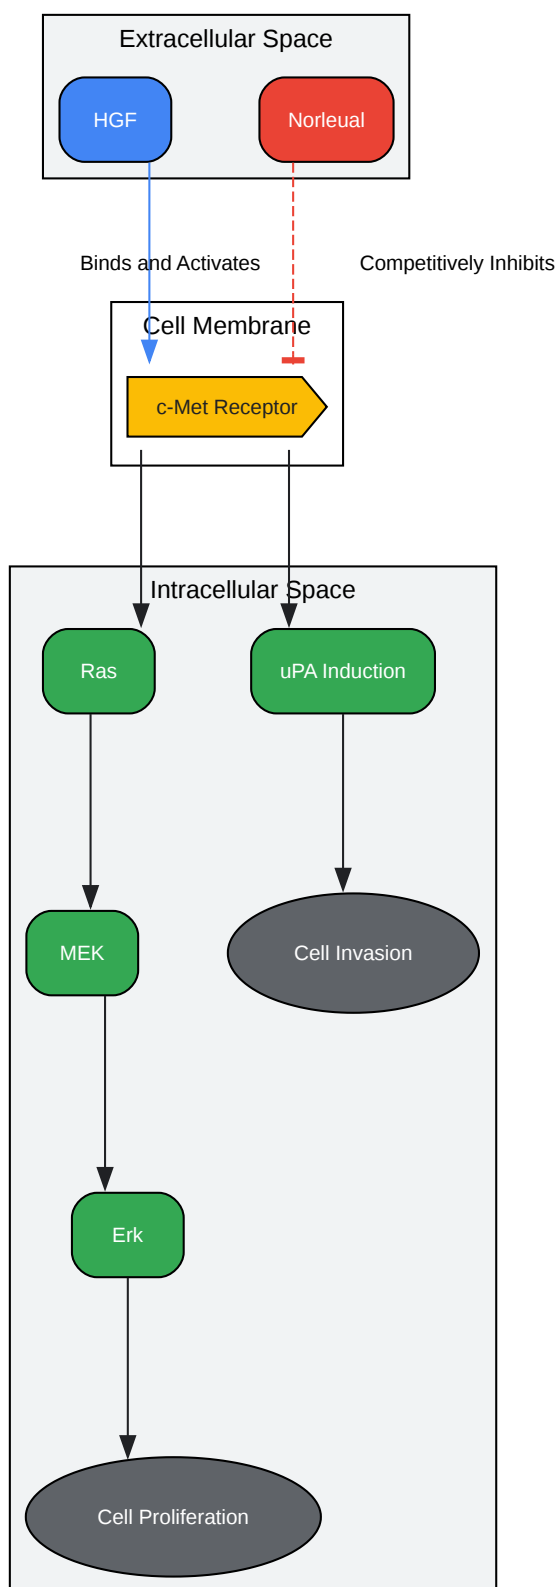 Extracellular Space
HGF
Norleual
Binds and Activates
Competitively Inhibits
Cell Membrane
c-Met Receptor
Intracellular Space
Ras
uPA Induction
MEK
Cell Invasion
Erk
Cell Proliferation